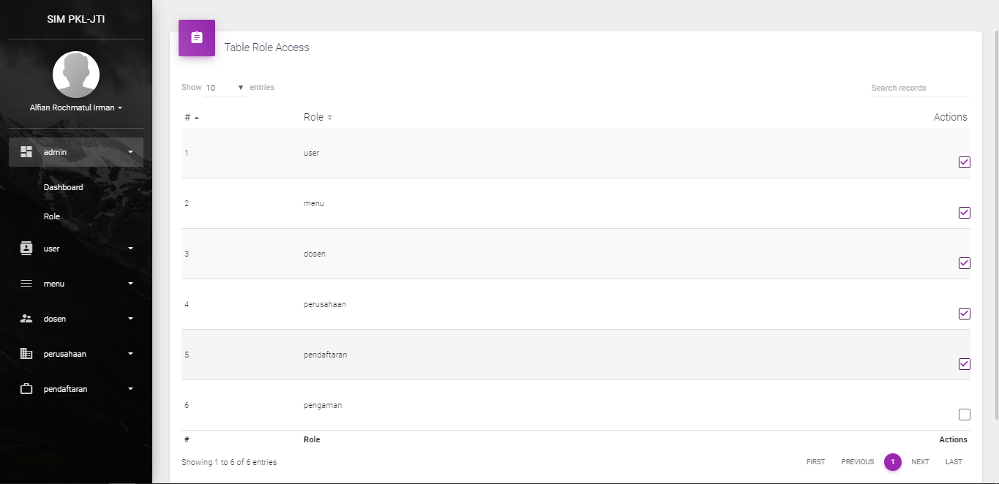 SIM PKL-JTI
Alfian Rochmatul Irman
admin
Dashboard
Role
user
menu
dosen
perusahaan
pendaftaran
Table Role Access
Show 10 entries
Search records
# Role Actions
1 user
2 menu
3 dosen
4 perusahaan
5 pendaftaran
6 pengaman
# Role Actions
Showing 1 to 6 of 6 entries
FIRST PREVIOUS 1 NEXT LAST